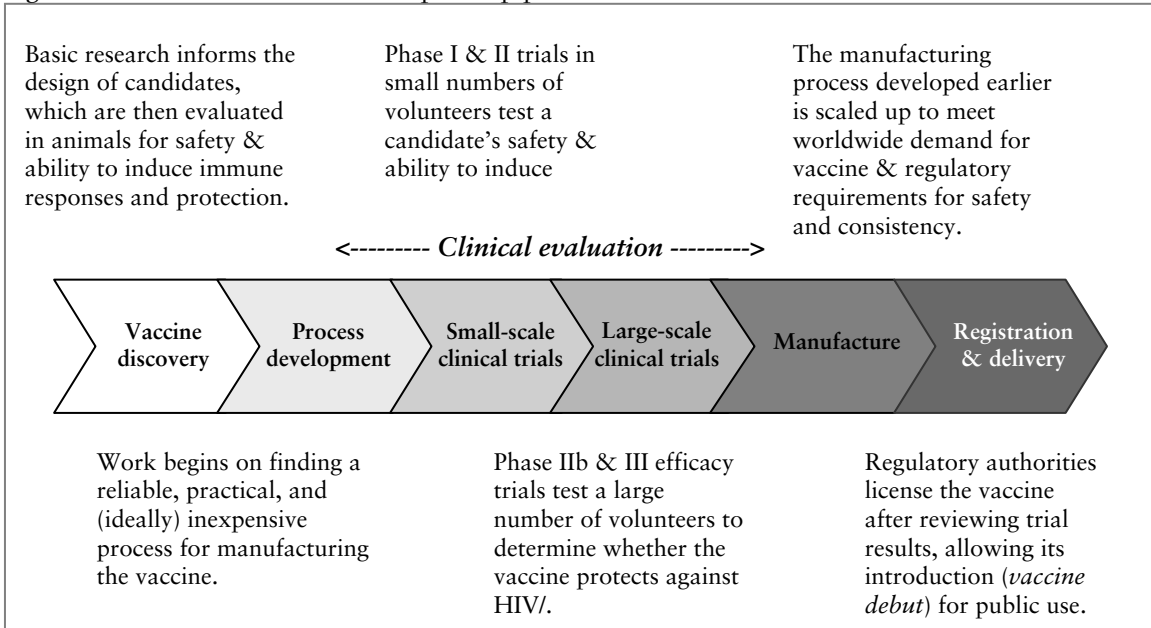 Basic research informs the
design of candidates,
which are then evaluated
in animals for safety &
ability to induce immune
responses and protection.
Phase I & II trials in
small numbers of
volunteers test a
candidate's safety &
ability to induce
The manufacturing
process developed earlier
is scaled up to meet
worldwide demand for
vaccine & regulatory
requirements for safety
and consistency.
<--------- Clinical evaluation --------->
Vaccine
discovery
Process
development
Small-scale
clinical trials
Large-scale
clinical trials
Manufacture
Registration
& delivery
Work begins on finding a
reliable, practical, and
(ideally) inexpensive
process for manufacturing
the vaccine.
Phase IIb & III efficacy
trials test a large
number of volunteers to
determine whether the
vaccine protects against
HIV/.
Regulatory authorities
license the vaccine
after reviewing trial
results, allowing its
introduction (vaccine
debut) for public use.